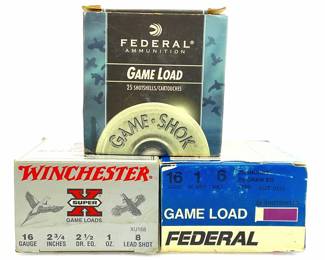 FEDERAL
AMMUNITION
GAME LOAD
25 SHOTSHELLS/CARTOUCHES
GAME-SHOK
WINCHESTER
SUPER X
GAME LOADS
XU168
16 2 3/4 2 1/2 1 8
GAUGE INCHES DR. EQ. OZ. LEAD SHOT
16 1 6
GAME LOAD
FEDERAL